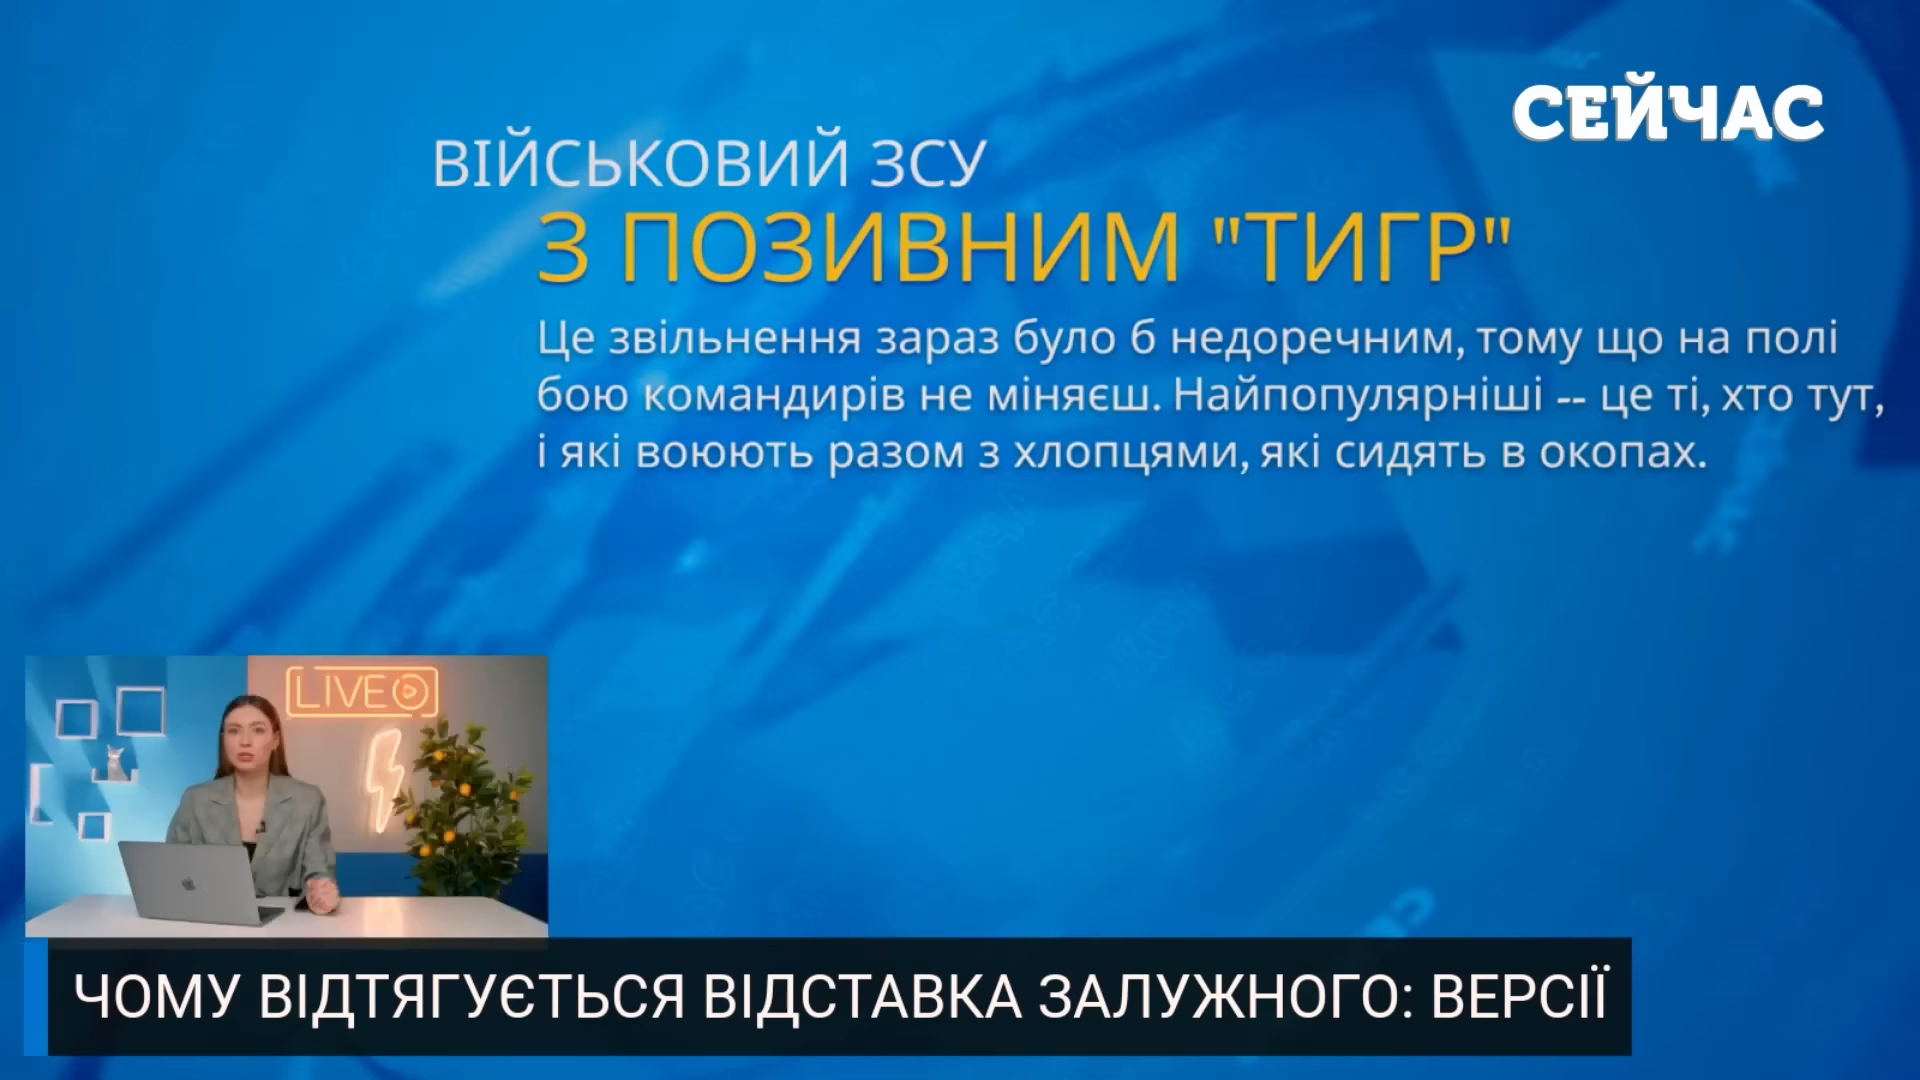 СЕЙЧАС
ВІЙСЬКОВИЙ ЗСУ
З ПОЗИВНИМ "ТИГР"
Це звільнення зараз було б недоречним, тому що на полі
бою командирів не міняєш. Найпопулярніші -- це ті, хто тут,
і які воюють разом з хлопцями, які сидять в окопах.
LIVE
ЧОМУ ВІДТЯГУЄТЬСЯ ВІДСТАВКА ЗАЛУЖНОГО: ВЕРСІЇ